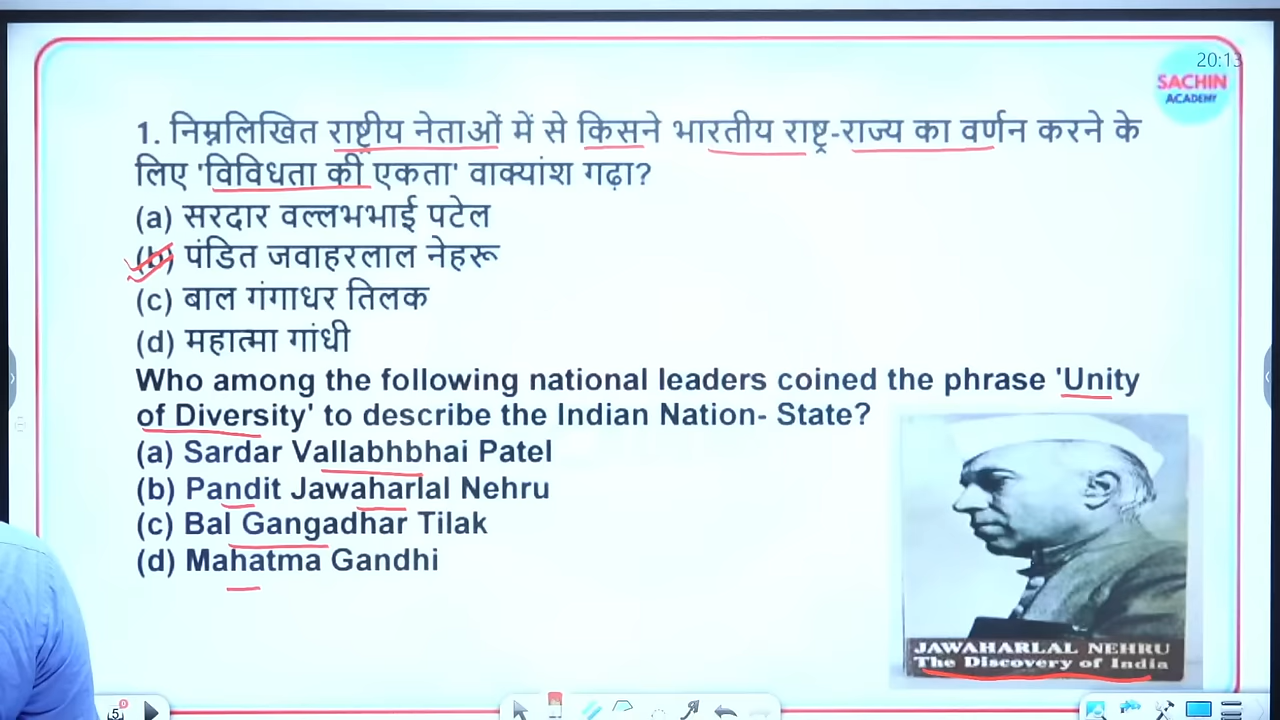 20:13
SACHIN
ACADEMY
1. निम्नलिखित राष्ट्रीय नेताओं में से किसने भारतीय राष्ट्र-राज्य का वर्णन करने के
लिए 'विविधता की एकता' वाक्यांश गढ़ा?
(a) सरदार वल्लभभाई पटेल
(b) पंडित जवाहरलाल नेहरू
(c) बाल गंगाधर तिलक
(d) महात्मा गांधी
Who among the following national leaders coined the phrase 'Unity
of Diversity' to describe the Indian Nation- State?
(a) Sardar Vallabhbhai Patel
(b) Pandit Jawaharlal Nehru
(c) Bal Gangadhar Tilak
(d) Mahatma Gandhi
JAWAHARLAL NEHRU
The Discovery of India